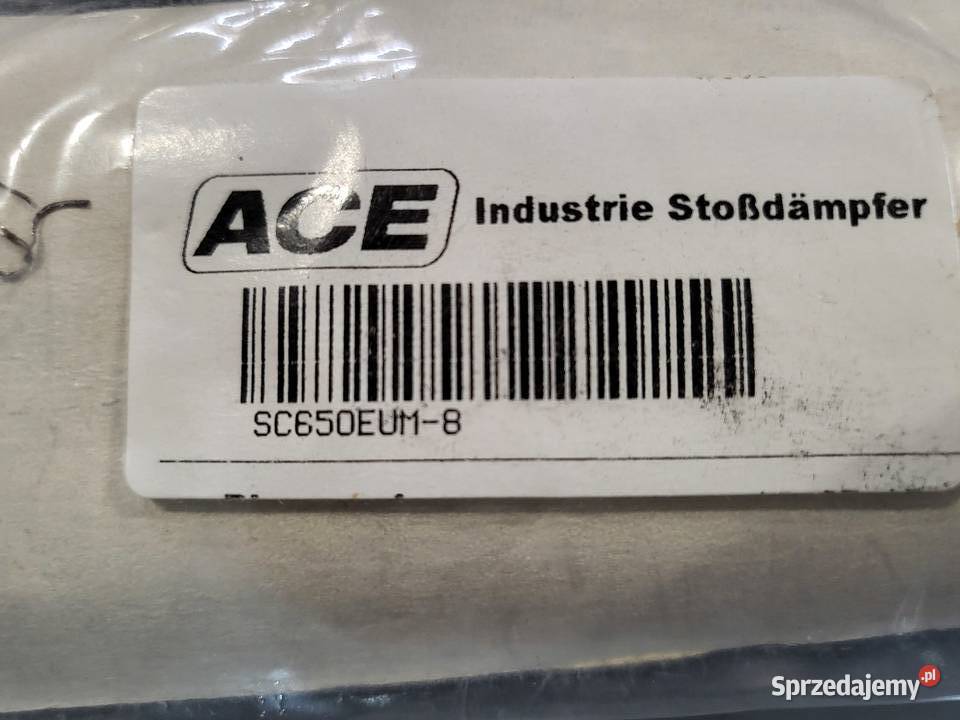 ACE Industrie Stoßdämpfer
SC650EUM-8
Sprzedajemy.pl